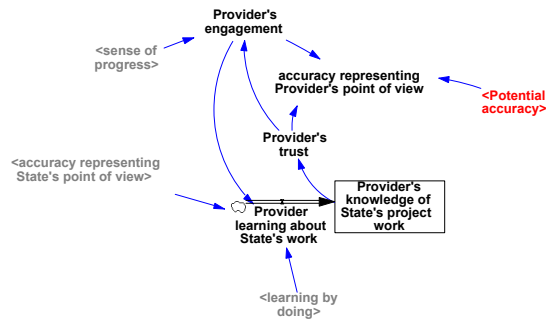 Provider's
engagement
<sense of
progress>
accuracy representing
Provider's point of view
<Potential
accuracy>
Provider's
trust
<accuracy representing
State's point of view>
Provider's
knowledge of
State's project
work
Provider
learning about
State's work
<learning by
doing>